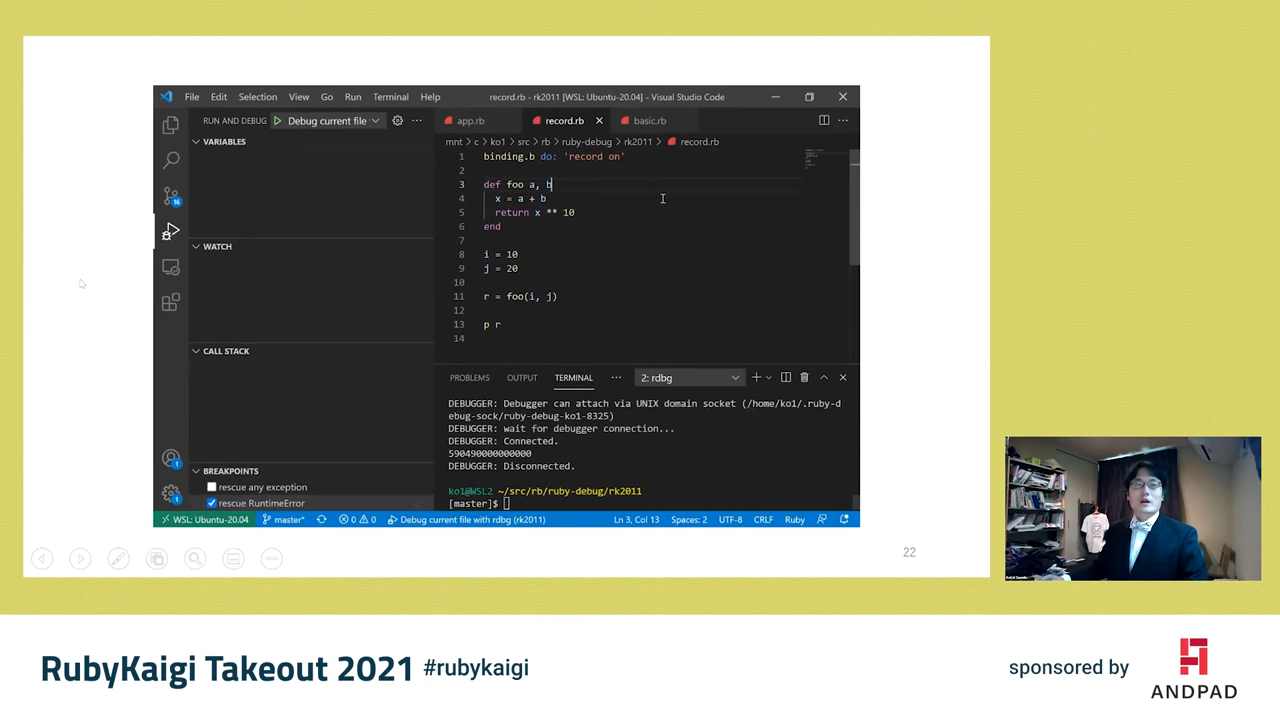 File Edit Selection View Go Run Terminal Help record.rb - rk2011 [WSL: Ubuntu-20.04] - Visual Studio Code
RUN AND DEBUG Debug current file
app.rb record.rb basic.rb
VARIABLES
mnt > c > ko1 > src > rb > ruby-debug > rk2011 > record.rb
1 binding.b do: 'record on'
2
3 def foo a, b
4 x = a + b
5 return x ** 10
6 end
7
8 i = 10
9 j = 20
10
11 r = foo(i, j)
12
13 p r
14
WATCH
CALL STACK
BREAKPOINTS
rescue any exception
rescue RuntimeError
16
1
1
PROBLEMS OUTPUT TERMINAL ··· 2: rdbg
DEBUGGER: Debugger can attach via UNIX domain socket (/home/ko1/.ruby-d
ebug-sock/ruby-debug-ko1-8325)
DEBUGGER: wait for debugger connection...
DEBUGGER: Connected.
590490000000000
DEBUGGER: Disconnected.
ko1@WSL2 ~/src/rb/ruby-debug/rk2011
[master]$
WSL: Ubuntu-20.04 master* 0 0 Debug current file with rdbg (rk2011) Ln 3, Col 13 Spaces: 2 UTF-8 CRLF Ruby
22
RubyKaigi Takeout 2021 #rubykaigi
sponsored by
ANDPAD